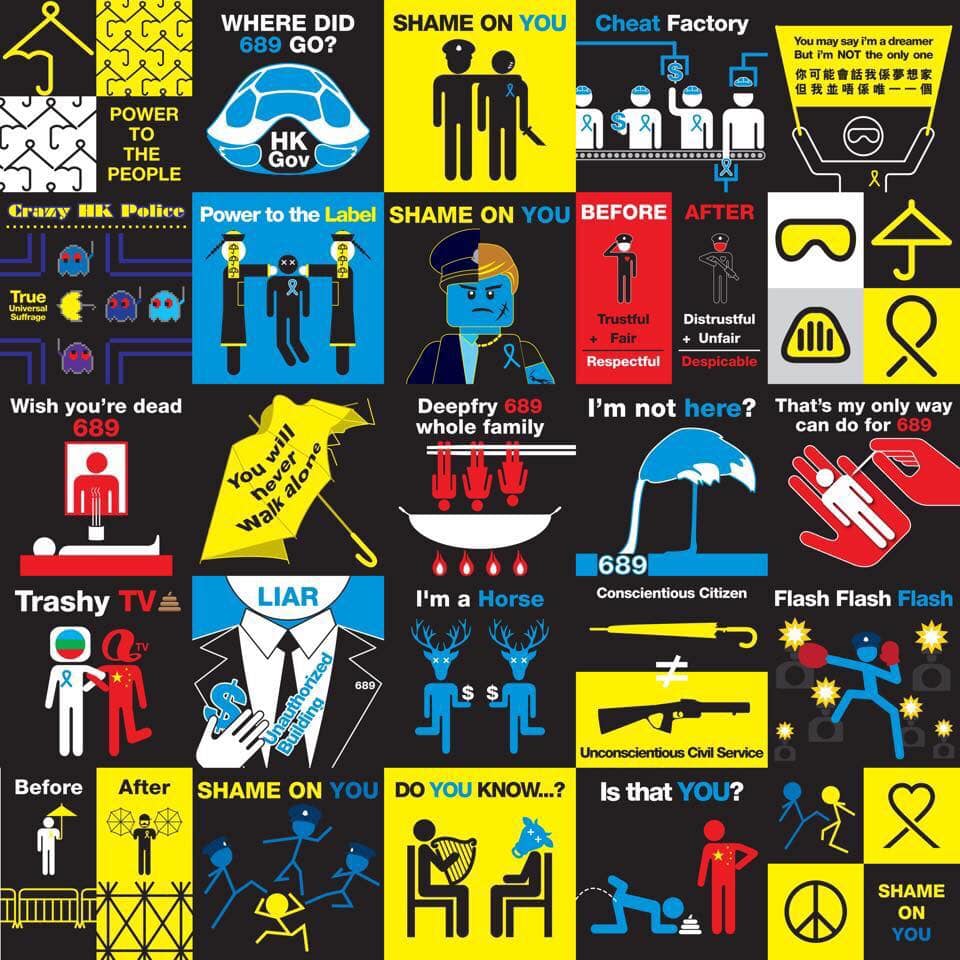 POWER
TO
THE
PEOPLE
WHERE DID
689 GO?
HK
Gov
SHAME ON YOU
Cheat Factory
$
$
You may say i'm a dreamer
But i'm NOT the only one
你可能會話我係夢想家
但我並唔係唯一一個
Crazy HK Police
True
Universal
Suffrage
Power to the Label
SHAME ON YOU
BEFORE
Trustful
+ Fair
Respectful
AFTER
Distrustful
+ Unfair
Despicable
Wish you're dead
689
You will
never
Walk alone
Deepfry 689
whole family
I'm not here?
689
That's my only way
can do for 689
Trashy TV
TV
LIAR
$
Unauthorized
Building
689
I'm a Horse
$ $
Conscientious Citizen
≠
Unconscientious Civil Service
Flash Flash Flash
Before
After
SHAME ON YOU
DO YOU KNOW...?
Is that YOU?
SHAME
ON
YOU